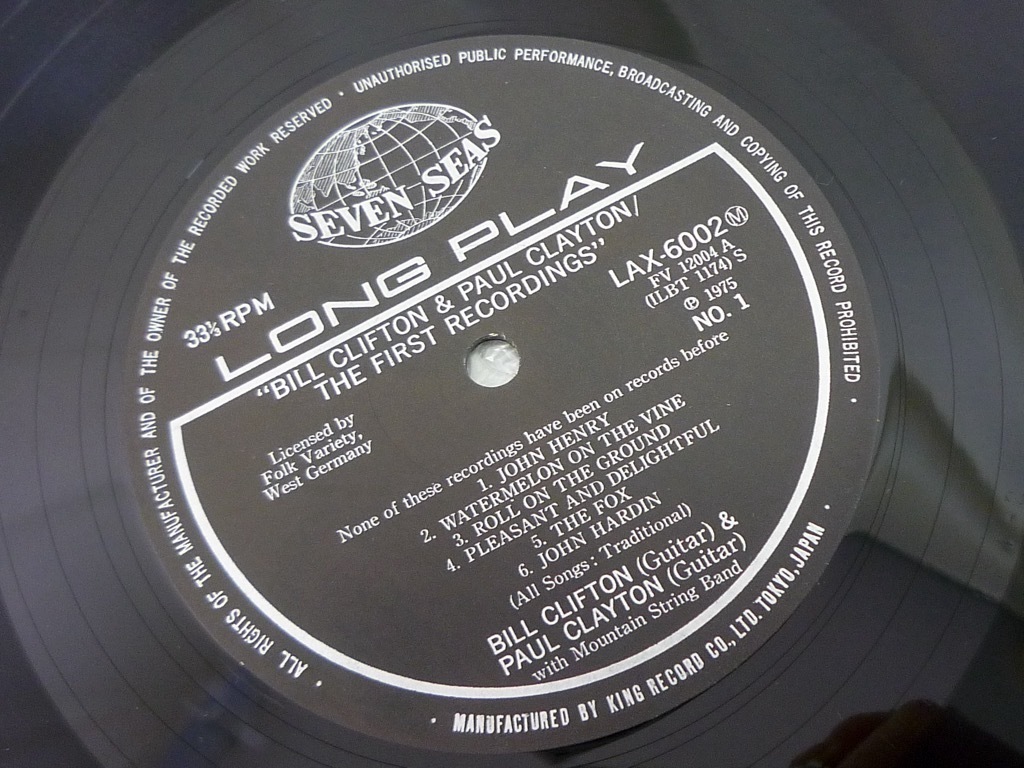 ALL RIGHTS OF THE MANUFACTURER AND OF THE OWNER OF THE RECORDED WORK RESERVED · UNAUTHORISED PUBLIC PERFORMANCE, BROADCASTING AND COPYING OF THIS RECORD PROHIBITED ·
SEVEN SEAS
33⅓ RPM
LONG PLAY
"BILL CLIFTON & PAUL CLAYTON/
THE FIRST RECORDINGS"
LAX-6002 Ⓜ
FV 12004 A
(ILBT 1174) S
℗ 1975
NO. 1
Licensed by
Folk Variety,
West Germany
None of these recordings have been on records before
1. JOHN HENRY
2. WATERMELON ON THE VINE
3. ROLL ON THE GROUND
4. PLEASANT AND DELIGHTFUL
5. THE FOX
6. JOHN HARDIN
(All Songs: Traditional)
BILL CLIFTON (Guitar) &
PAUL CLAYTON (Guitar)
with Mountain String Band
· MANUFACTURED BY KING RECORD CO., LTD. TOKYO, JAPAN ·